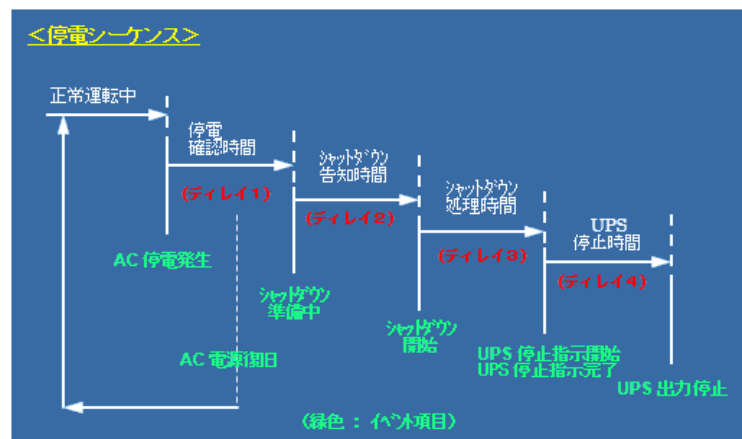 <停電シーケンス>
正常運転中
停電
確認時間
(ディレイ1)
シャットダウン
告知時間
(ディレイ2)
シャットダウン
処理時間
(ディレイ3)
UPS
停止時間
(ディレイ4)
AC 停電発生
シャットダウン
準備中
シャットダウン
開始
UPS 停止指示開始
UPS 停止指示完了
UPS 出力停止
AC 電源復旧
(緑色 : イベント項目)